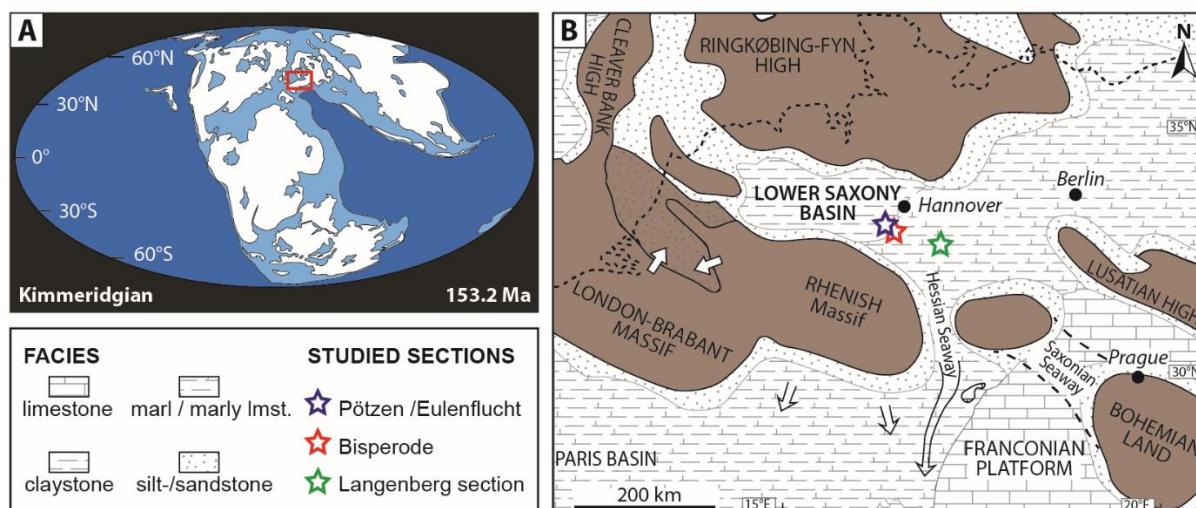 A
60°N
30°N
0°
30°S
60°S
Kimmeridgian
153.2 Ma
FACIES
limestone
marl / marly lmst.
claystone
silt-/sandstone
STUDIED SECTIONS
Pötzen /Eulenflucht
Bisperode
Langenberg section
B
N
CLEAVER BANK
HIGH
RINGKØBING-FYN
HIGH
35°N
Berlin
LOWER SAXONY
BASIN
Hannover
LUSATIAN HIGH
RHENISH
Massif
LONDON-BRABANT
MASSIF
Hessian Seaway
Saxonian
Seaway
Prague
30°N
BOHEMIAN
LAND
FRANCONIAN
PLATFORM
PARIS BASIN
200 km
15°E
20°E